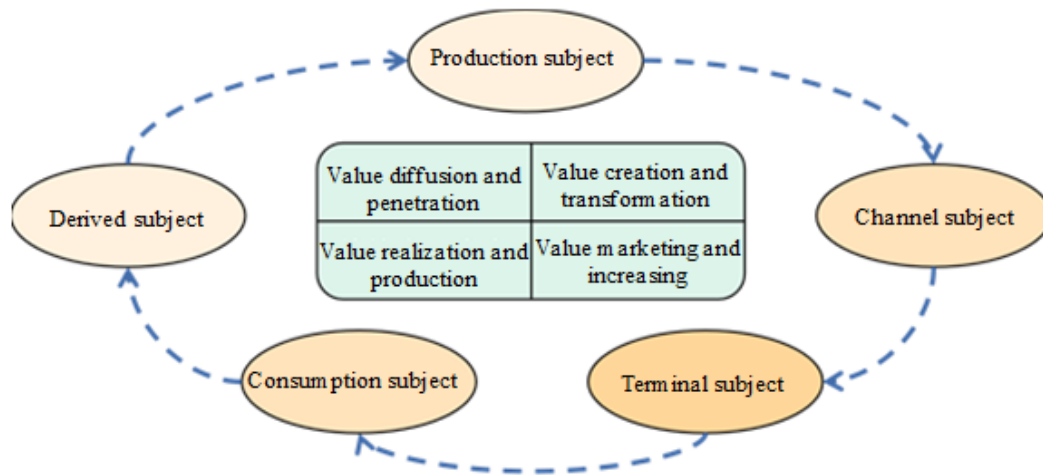 Production subject
Value diffusion and
penetration
Value creation and
transformation
Derived subject
Channel subject
Value realization and
production
Value marketing and
increasing
Consumption subject
Terminal subject